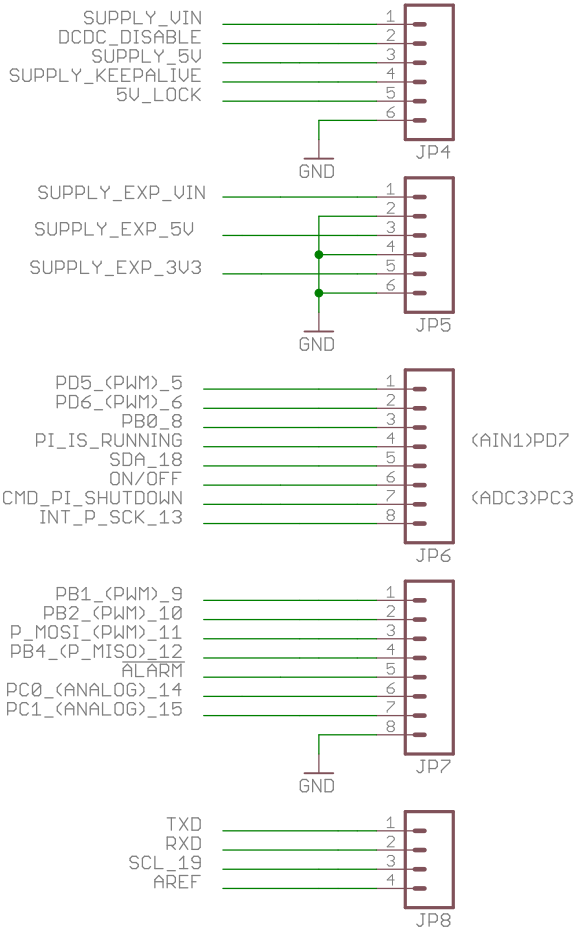 SUPPLY_VIN 1
DCDC_DISABLE 2
SUPPLY_5V 3
SUPPLY_KEEPALIVE 4
5V_LOCK 5
6
JP4
GND
SUPPLY_EXP_VIN 1
2
SUPPLY_EXP_5V 3
4
SUPPLY_EXP_3V3 5
6
JP5
GND
PD5_(PWM)_5 1
PD6_(PWM)_6 2
PB0_8 3
PI_IS_RUNNING 4 (AIN1)PD7
SDA_18 5
ON/OFF 6
CMD_PI_SHUTDOWN 7 (ADC3)PC3
INT_P_SCK_13 8
JP6
PB1_(PWM)_9 1
PB2_(PWM)_10 2
P_MOSI_(PWM)_11 3
PB4_(P_MISO)_12 4
ALARM 5
PC0_(ANALOG)_14 6
PC1_(ANALOG)_15 7
8
JP7
GND
TXD 1
RXD 2
SCL_19 3
AREF 4
JP8